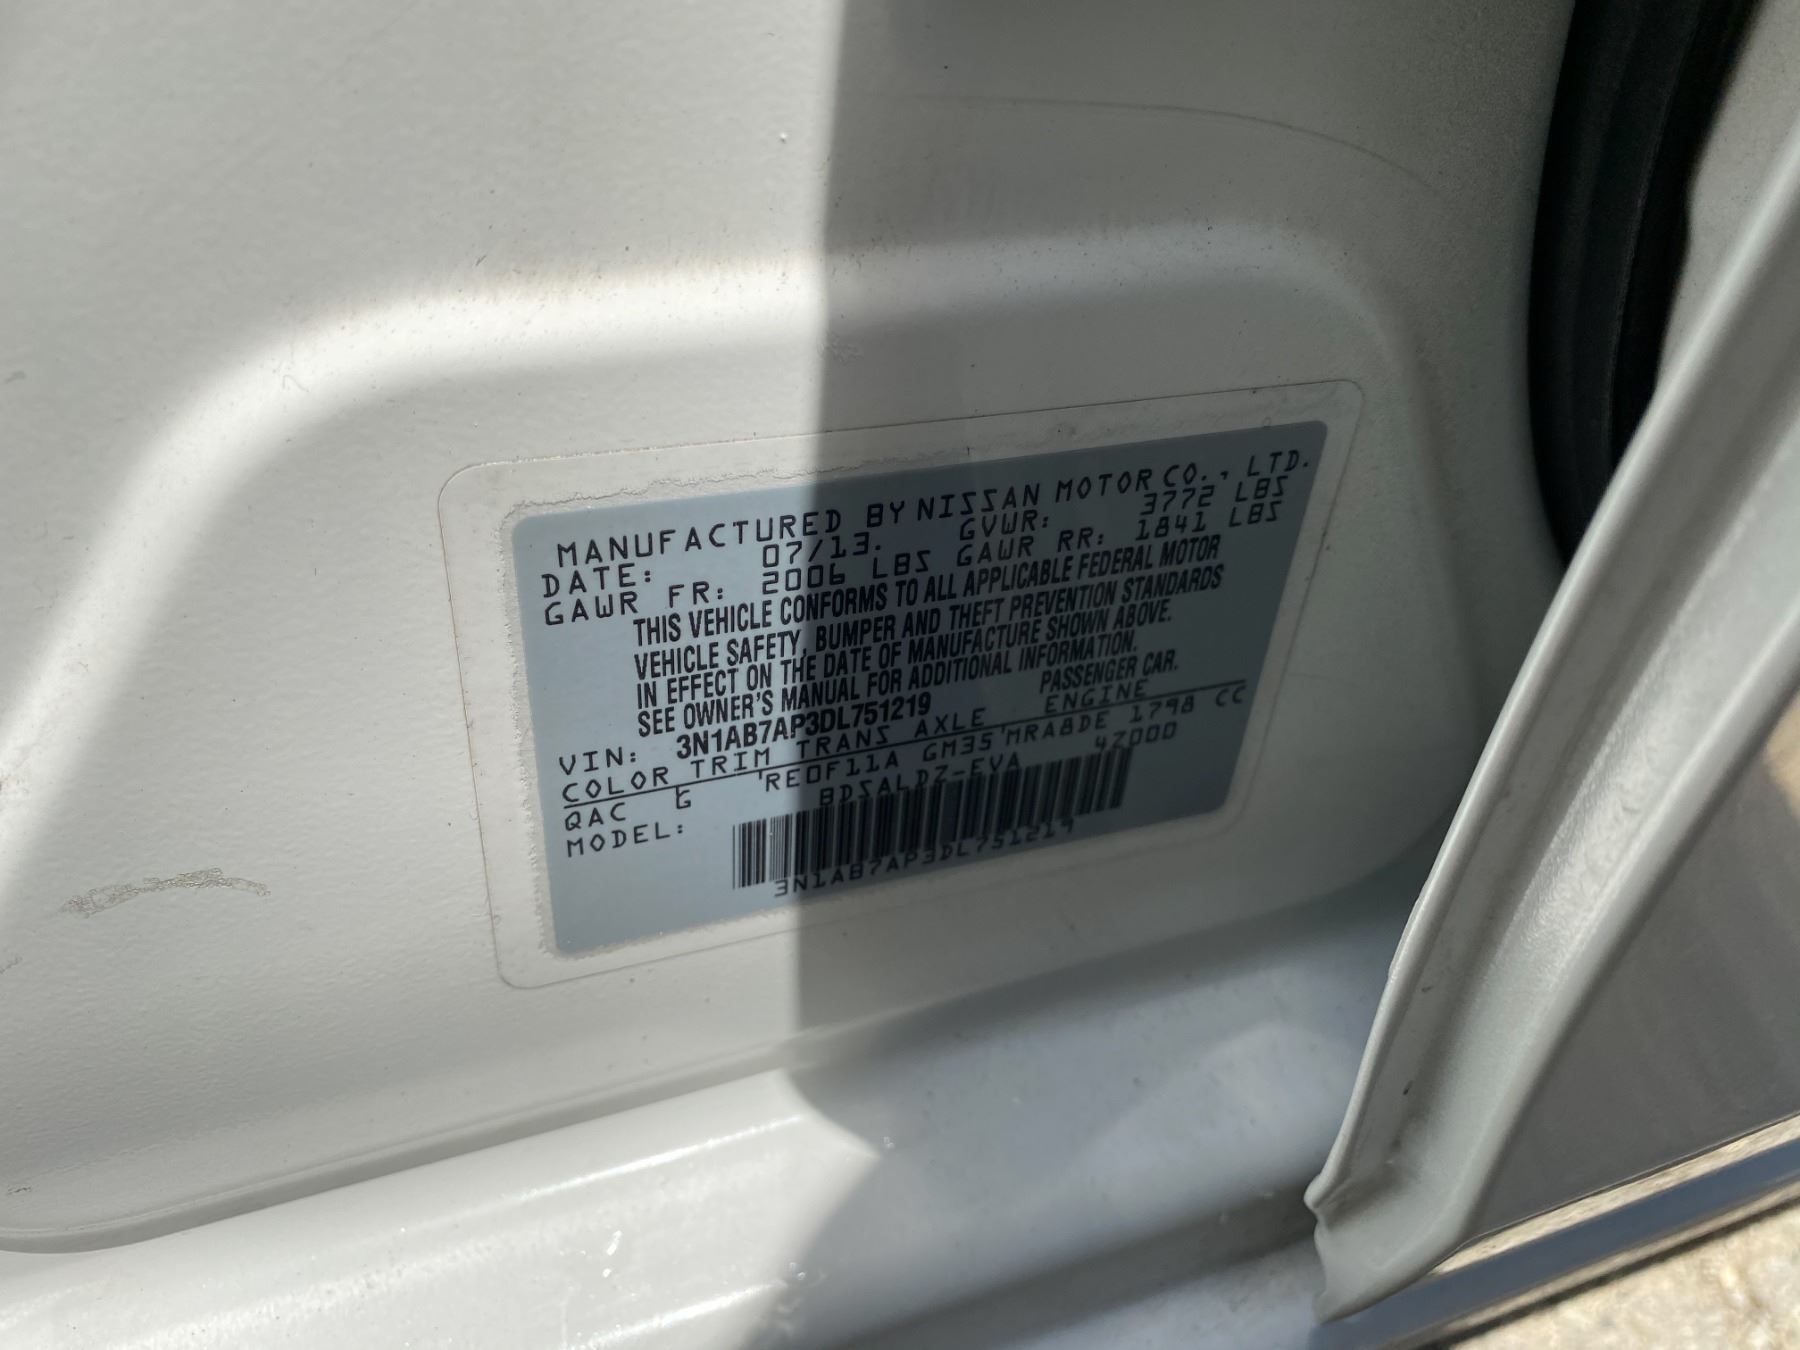 MANUFACTURED BY NISSAN MOTOR CO., LTD.
DATE: 07/13. GVWR: 3772 LBS
GAWR FR: 2006 LBS GAWR RR: 1841 LBS
THIS VEHICLE CONFORMS TO ALL APPLICABLE FEDERAL MOTOR
VEHICLE SAFETY, BUMPER AND THEFT PREVENTION STANDARDS
IN EFFECT ON THE DATE OF MANUFACTURE SHOWN ABOVE.
SEE OWNER'S MANUAL FOR ADDITIONAL INFORMATION.
VIN: 3N1AB7AP3DL751219 PASSENGER CAR.
COLOR TRIM TRANS AXLE ENGINE
QAC G RE0F11A GM35 MRA8DE 1798 CC
MODEL: BDSALDZ-EVA 4Z000
3N1AB7AP3DL751219